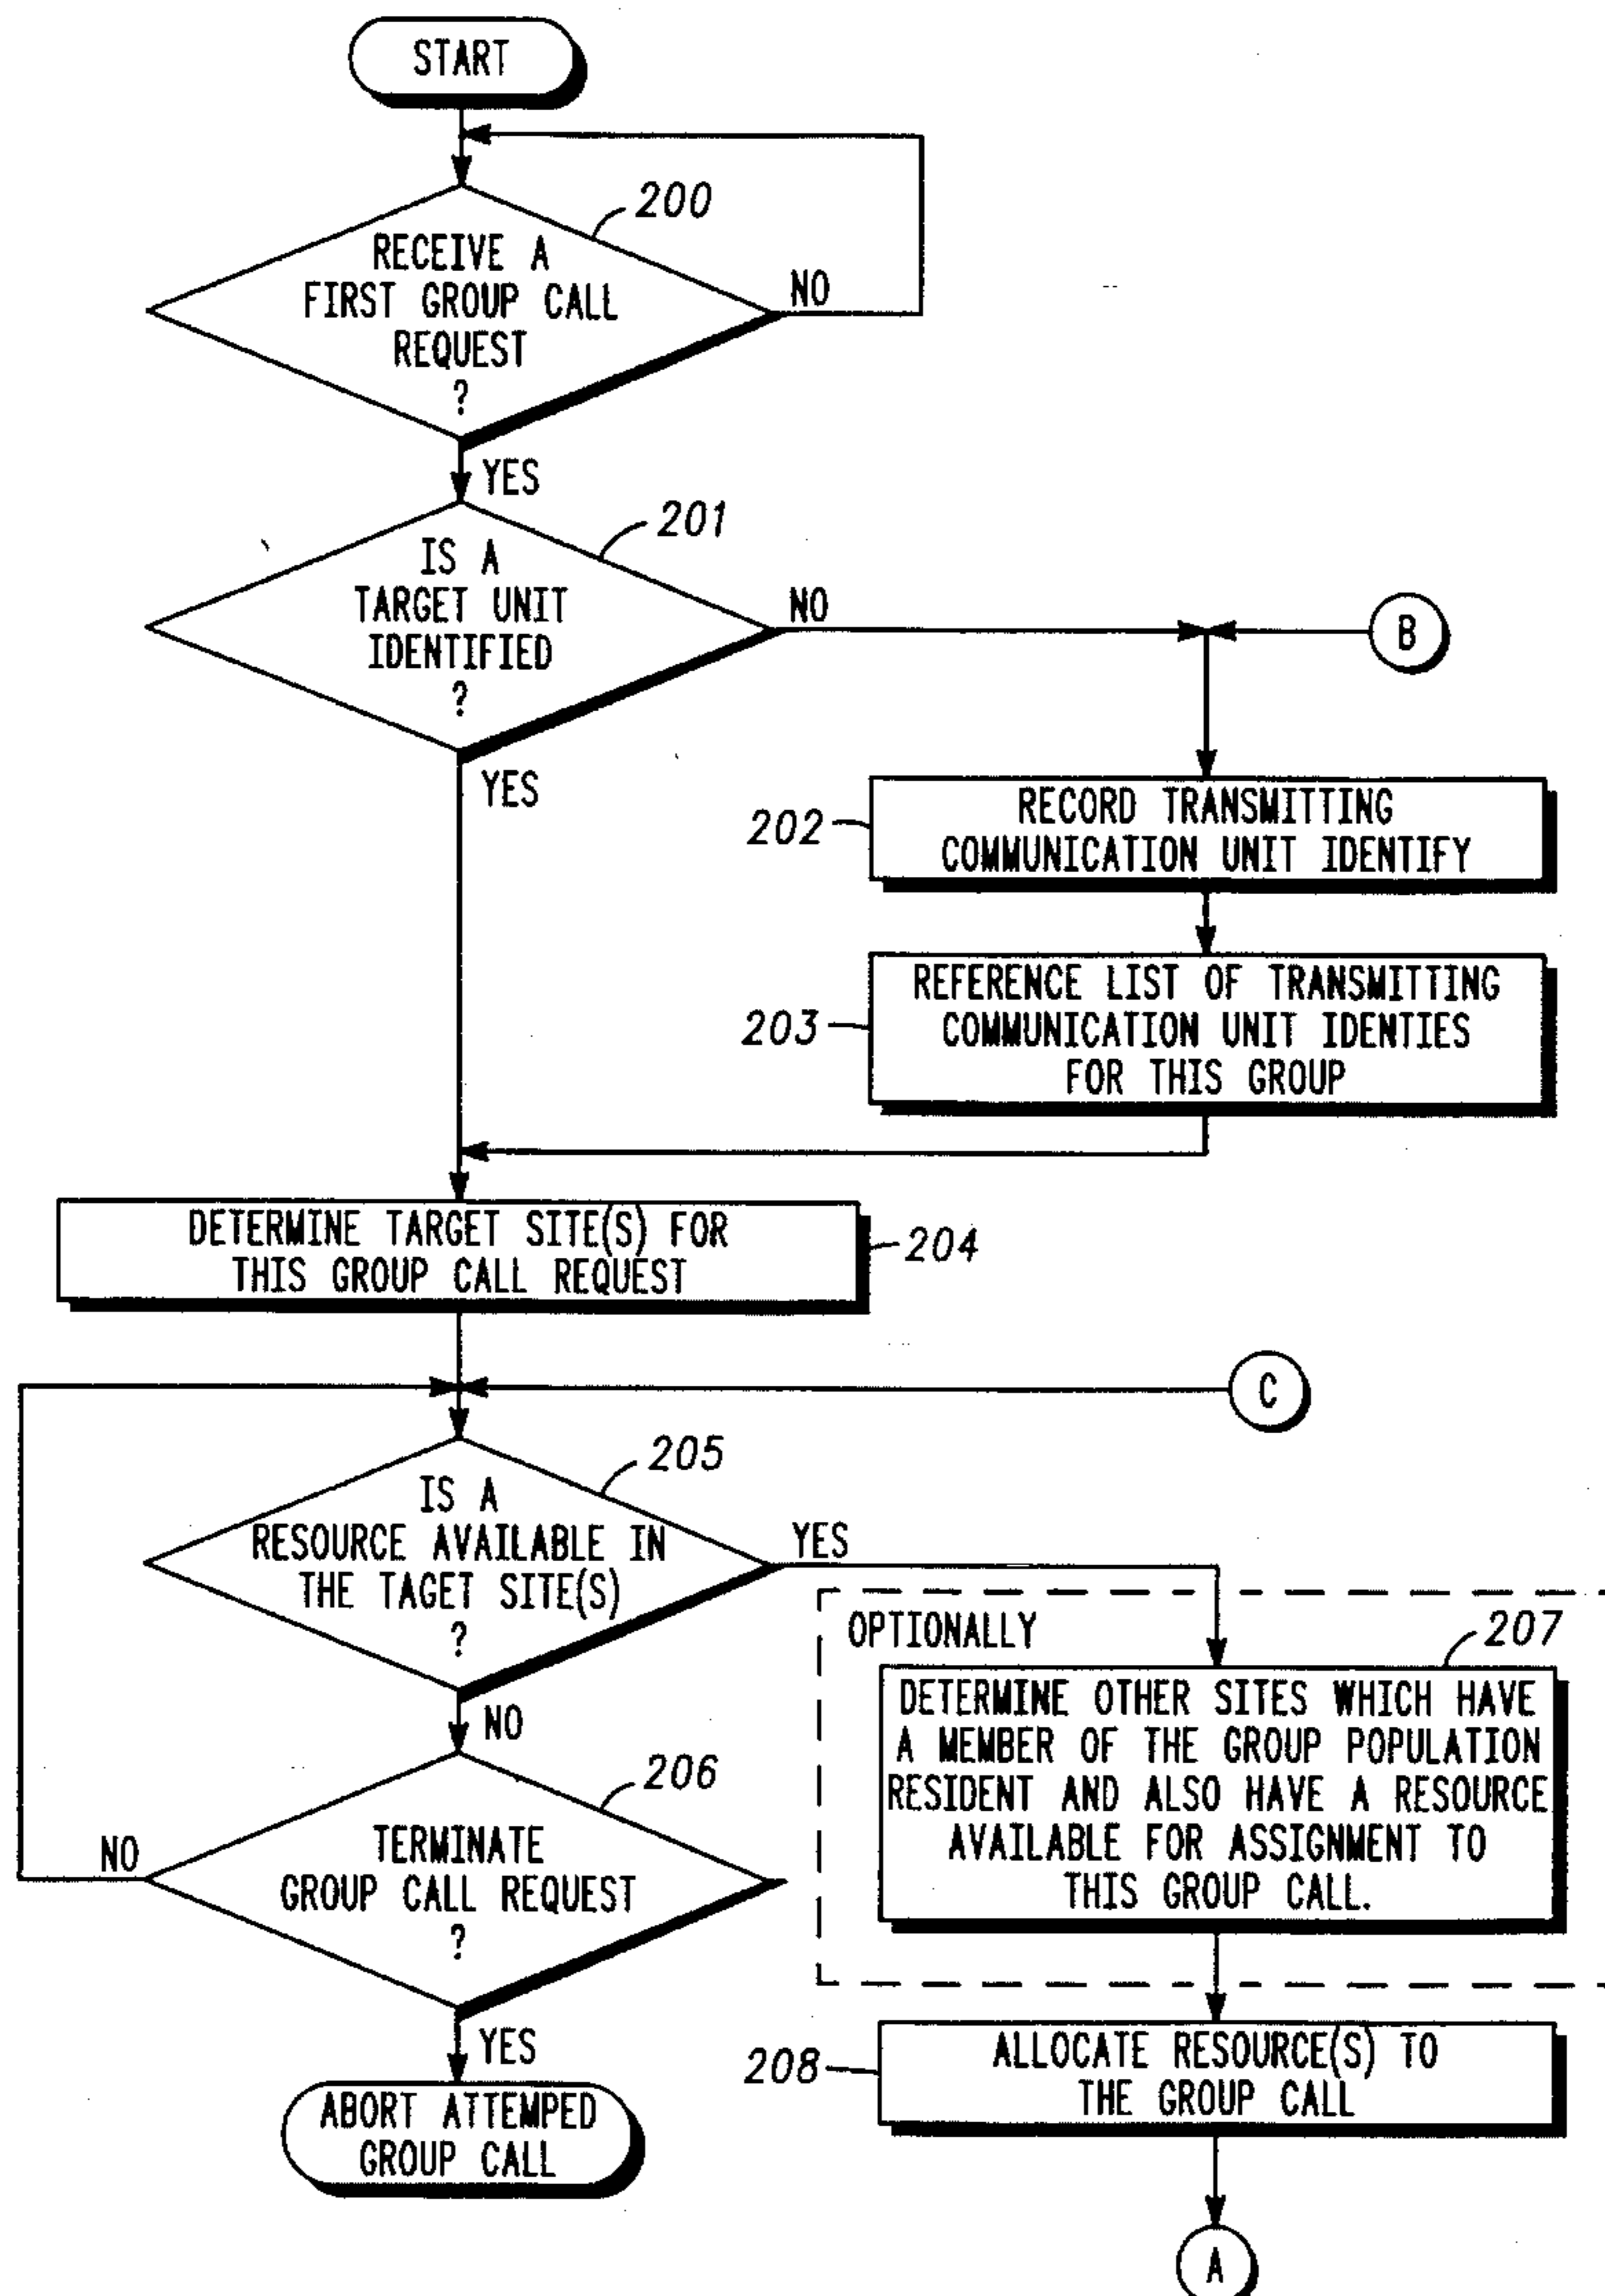 START
200
RECEIVE A
FIRST GROUP CALL
REQUEST
?
NO
YES
201
IS A
TARGET UNIT
IDENTIFIED
?
NO
B
YES
202
RECORD TRANSMITTING
COMMUNICATION UNIT IDENTIFY
203
REFERENCE LIST OF TRANSMITTING
COMMUNICATION UNIT IDENTIES
FOR THIS GROUP
DETERMINE TARGET SITE(S) FOR
THIS GROUP CALL REQUEST
204
C
205
IS A
RESOURCE AVAILABLE IN
THE TAGET SITE(S)
?
YES
NO
OPTIONALLY
207
DETERMINE OTHER SITES WHICH HAVE
A MEMBER OF THE GROUP POPULATION
RESIDENT AND ALSO HAVE A RESOURCE
AVAILABLE FOR ASSIGNMENT TO
THIS GROUP CALL.
206
TERMINATE
GROUP CALL REQUEST
?
NO
YES
ABORT ATTEMPED
GROUP CALL
208
ALLOCATE RESOURCE(S) TO
THE GROUP CALL
A